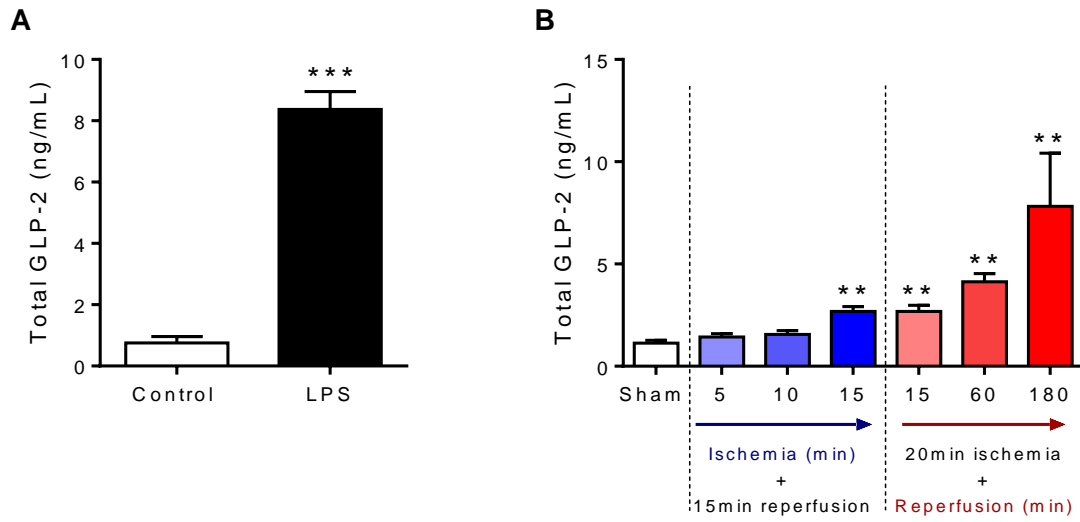 A
Total GLP-2 (ng/mL)
10
8
6
4
2
0
***
Control LPS
B
Total GLP-2 (ng/mL)
15
10
5
0
** ** ** **
Sham 5 10 15 15 60 180
Ischemia (min)
+
15min reperfusion
20min ischemia
+
Reperfusion (min)